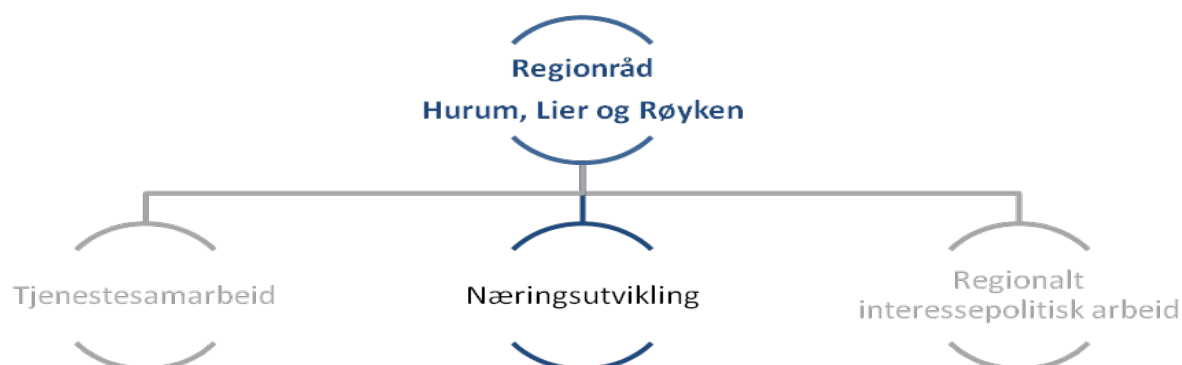 Regionråd
Hurum, Lier og Røyken
Tjenestesamarbeid
Næringsutvikling
Regionalt
interessepolitisk arbeid